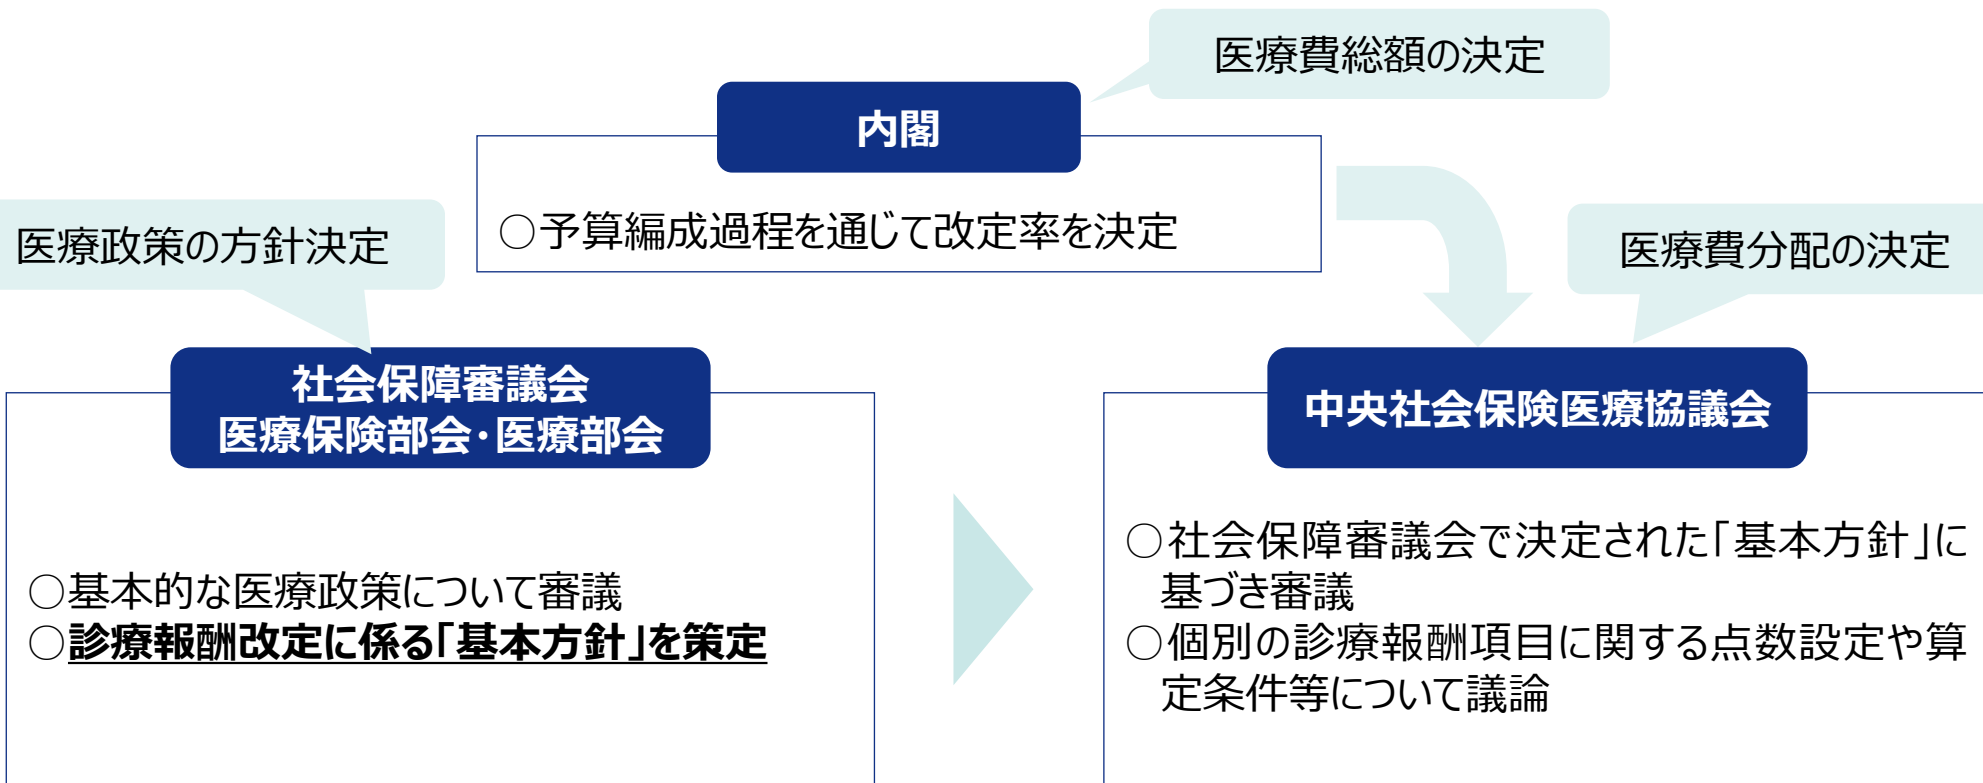 医療費総額の決定
内閣
○予算編成過程を通じて改定率を決定
医療政策の方針決定
医療費分配の決定
社会保障審議会
医療保険部会・医療部会
○基本的な医療政策について審議
○診療報酬改定に係る「基本方針」を策定
中央社会保険医療協議会
○社会保障審議会で決定された「基本方針」に
基づき審議
○個別の診療報酬項目に関する点数設定や算
定条件等について議論